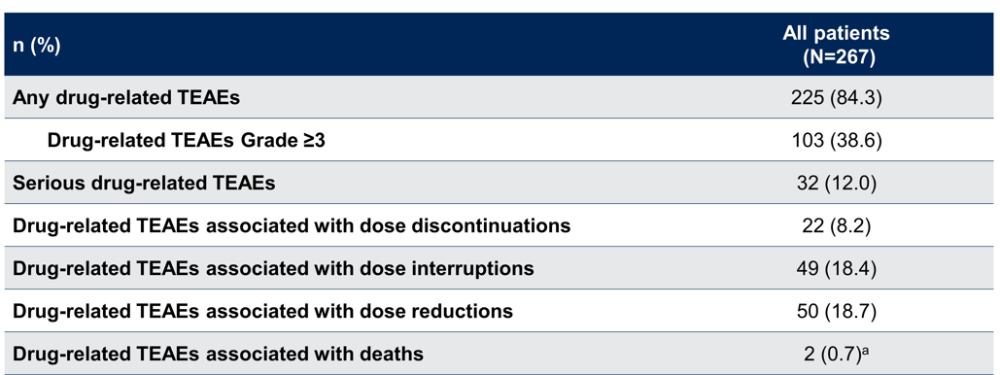 n (%) All patients
(N=267)
Any drug-related TEAEs 225 (84.3)
Drug-related TEAEs Grade ≥3 103 (38.6)
Serious drug-related TEAEs 32 (12.0)
Drug-related TEAEs associated with dose discontinuations 22 (8.2)
Drug-related TEAEs associated with dose interruptions 49 (18.4)
Drug-related TEAEs associated with dose reductions 50 (18.7)
Drug-related TEAEs associated with deaths 2 (0.7)ᵃ